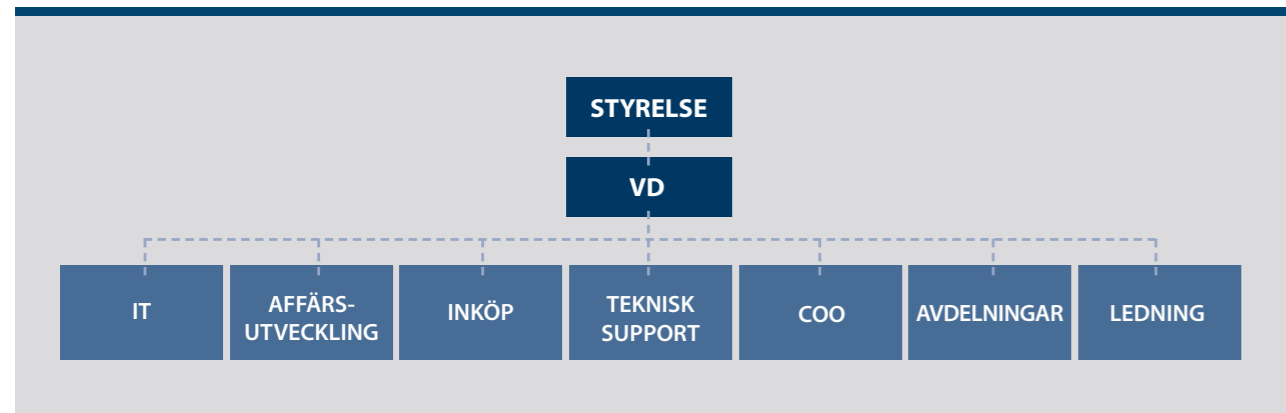 STYRELSE
VD
IT
AFFÄRS-
UTVECKLING
INKÖP
TEKNISK
SUPPORT
COO
AVDELNINGAR
LEDNING